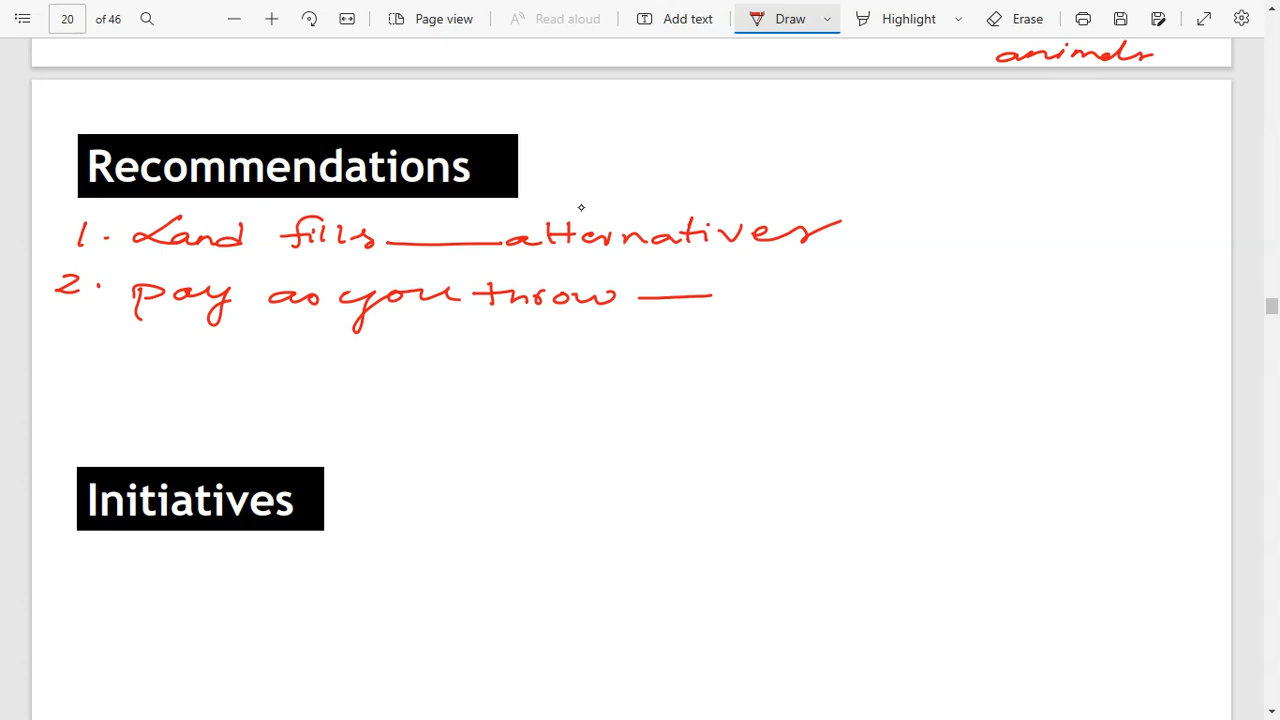 20 of 46 Page view Read aloud Add text Draw Highlight Erase
animals
Recommendations
1. Land fills ——— alternatives
2. pay as you throw —
Initiatives